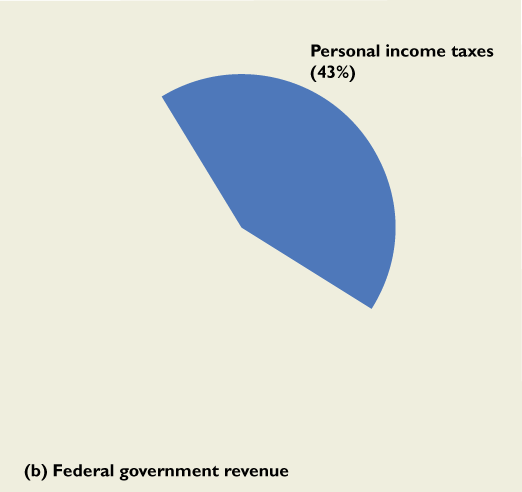 Personal income taxes
(43%)
(b) Federal government revenue